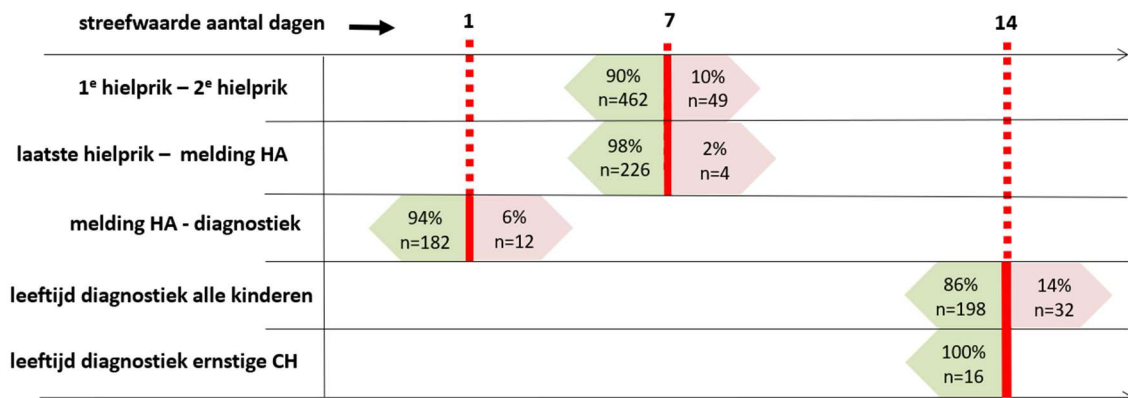 streefwaarde aantal dagen 1 7 14
1e hielprik – 2e hielprik
90% 10%
n=462 n=49
laatste hielprik – melding HA
98% 2%
n=226 n=4
melding HA - diagnostiek
94% 6%
n=182 n=12
leeftijd diagnostiek alle kinderen
86% 14%
n=198 n=32
leeftijd diagnostiek ernstige CH
100%
n=16